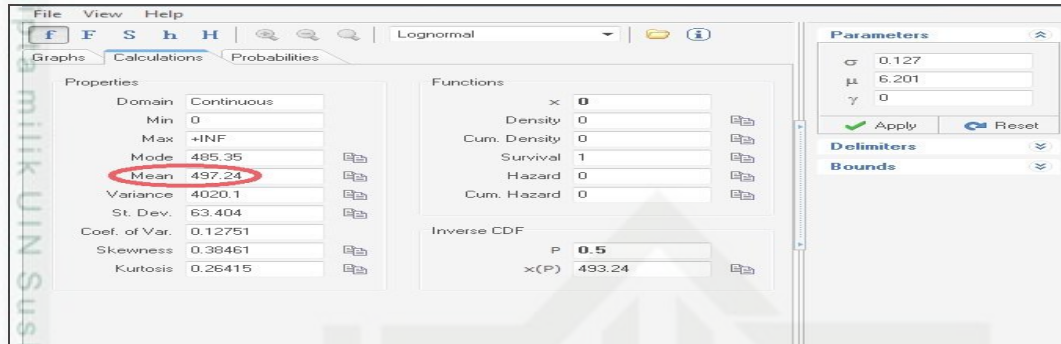 File View Help
f F S h H Lognormal
Graphs Calculations Probabilities
Properties
Domain Continuous
Min 0
Max +INF
Mode 485.35
Mean 497.24
Variance 4020.1
St. Dev. 63.404
Coef. of Var. 0.12751
Skewness 0.38461
Kurtosis 0.26415
Functions
x 0
Density 0
Cum. Density 0
Survival 1
Hazard 0
Cum. Hazard 0
Inverse CDF
P 0.5
x(P) 493.24
Parameters
σ 0.127
μ 6.201
γ 0
Apply Reset
Delimiters
Bounds
milik UIN Sus